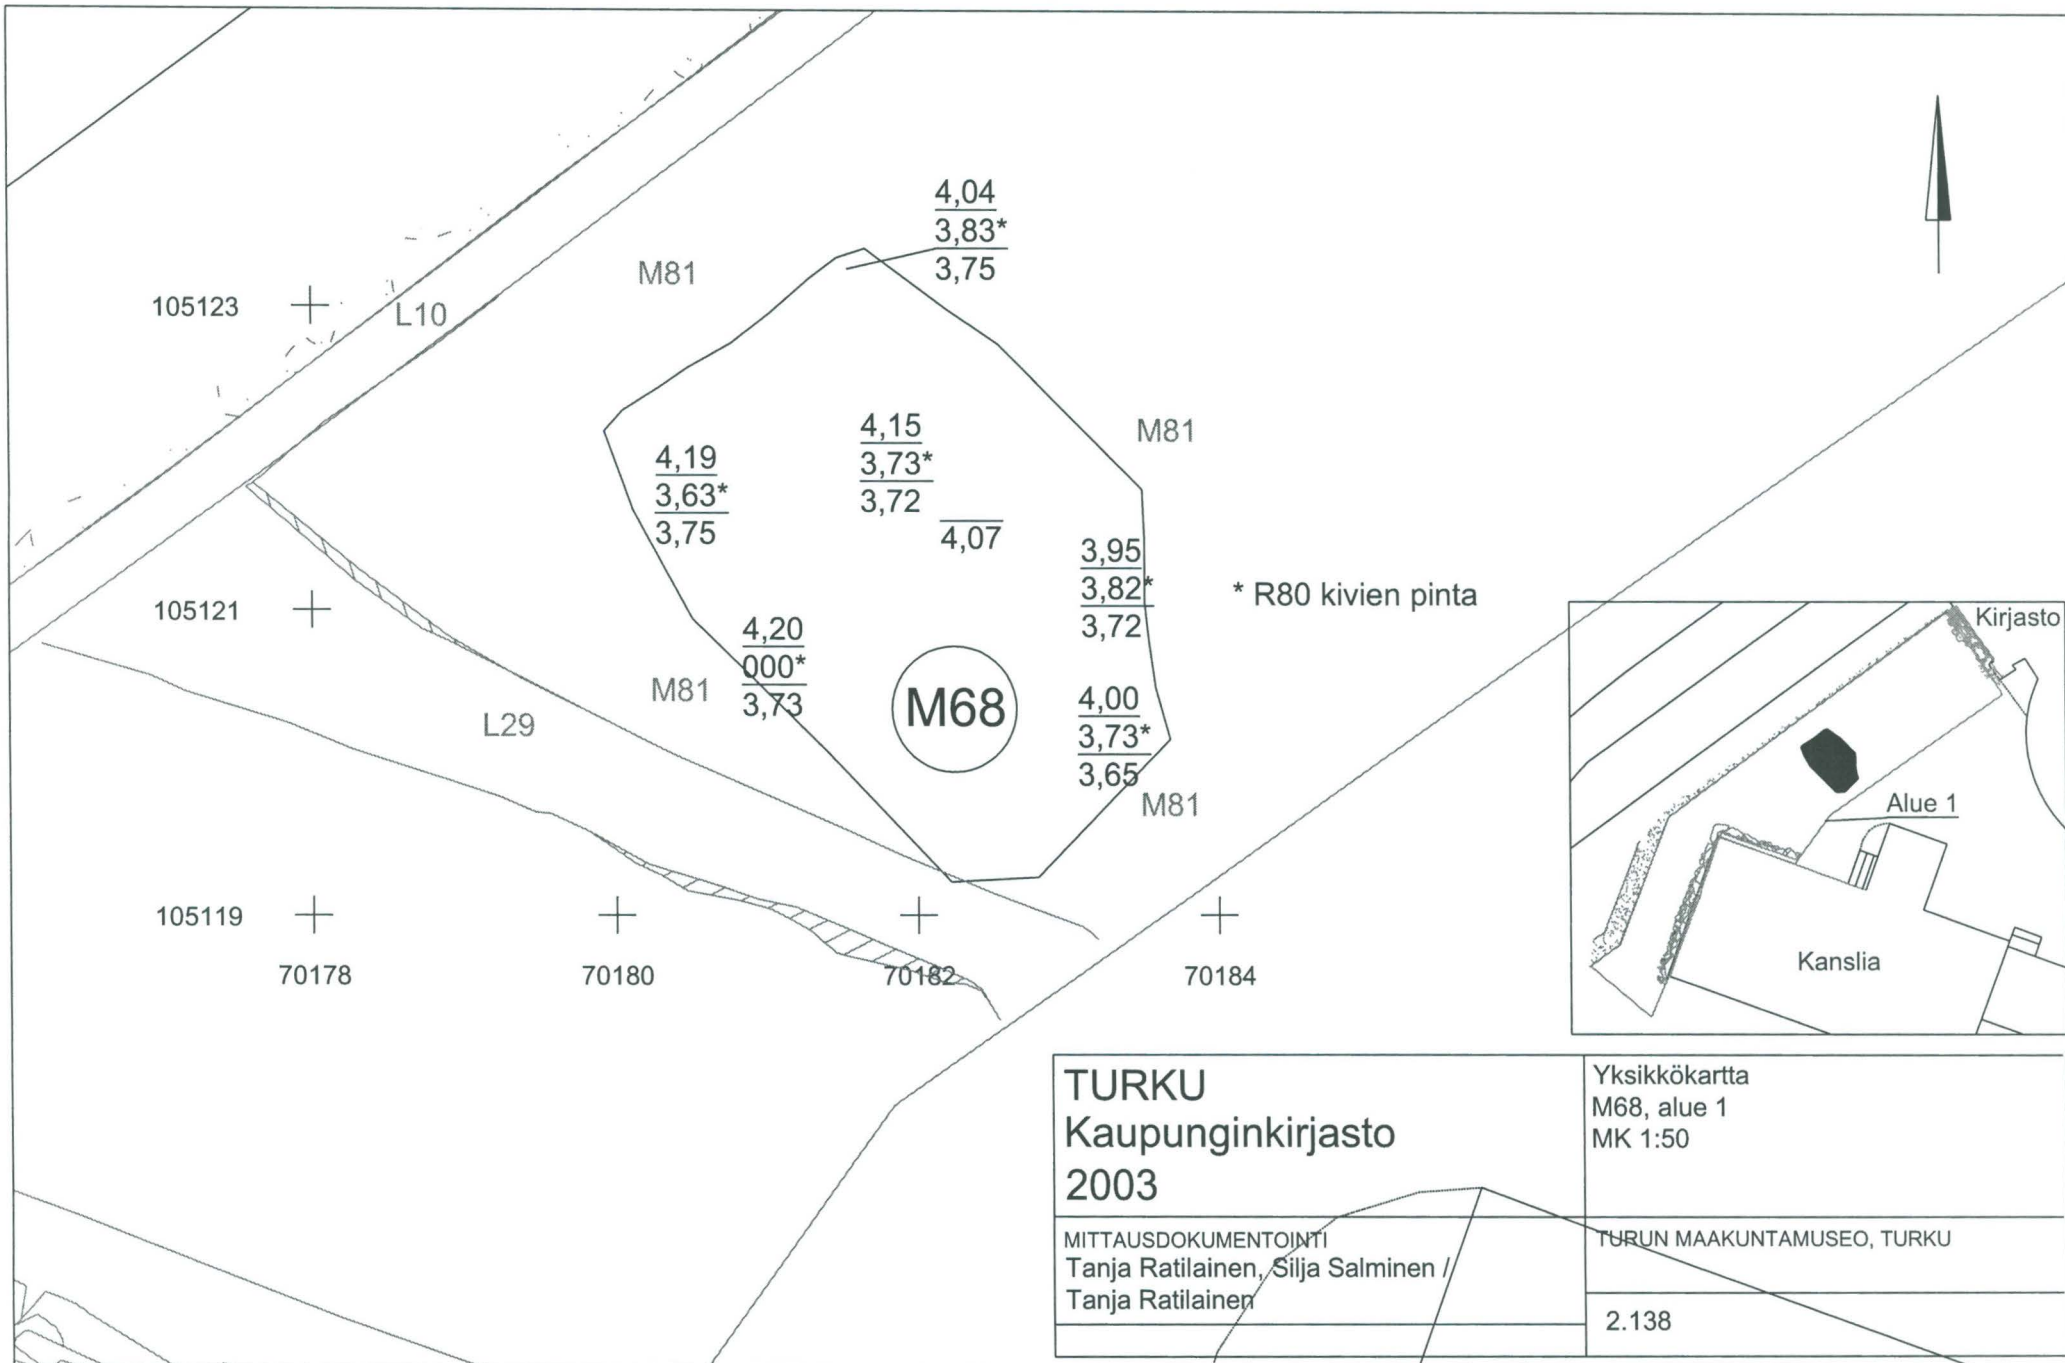 4,04
3,83*
3,75
M81
105123
L10
4,15
3,73*
3,72
M81
4,19
3,63*
3,75
4,07
3,95
3,82*
3,72
* R80 kivien pinta
105121
4,20
000*
3,73
M81
M68
4,00
3,73*
3,65
L29
M81
105119
70178
70180
70182
70184
Kirjasto
Alue 1
Kanslia
TURKU
Kaupunginkirjasto
2003
Yksikkökartta
M68, alue 1
MK 1:50
MITTAUSDOKUMENTOINTI
Tanja Ratilainen, Silja Salminen /
Tanja Ratilainen
TURUN MAAKUNTAMUSEO, TURKU
2.138